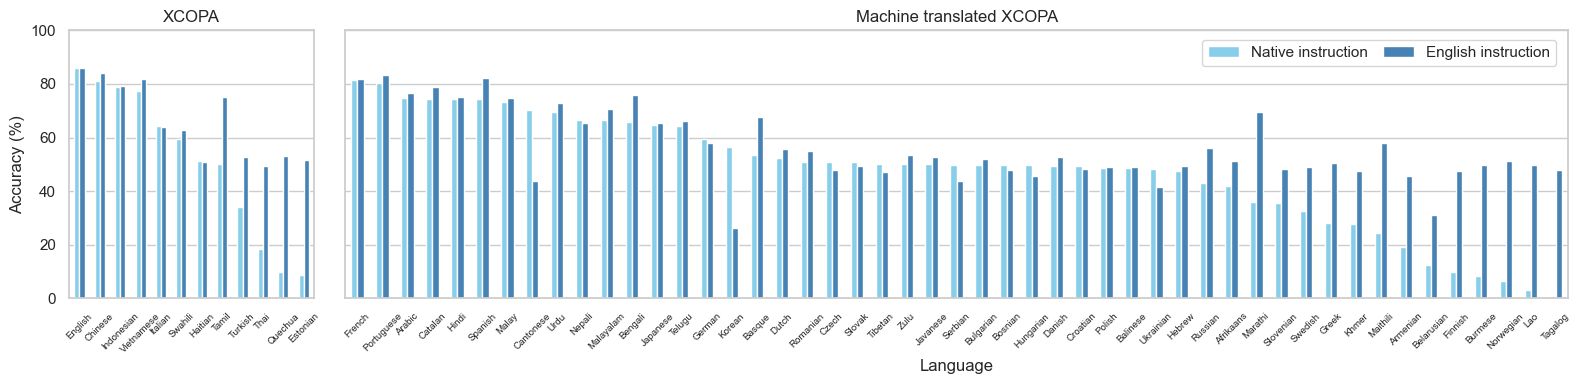 XCOPA
Machine translated XCOPA
Accuracy (%)
100
80
60
40
20
0
Native instruction
English instruction
English
Chinese
Indonesian
Vietnamese
Italian
Swahili
Haitian
Tamil
Turkish
Thai
Quechua
Estonian
French
Portuguese
Arabic
Catalan
Hindi
Spanish
Malay
Cantonese
Urdu
Nepali
Malayalam
Bengali
Japanese
Telugu
German
Korean
Basque
Dutch
Romanian
Czech
Slovak
Tibetan
Zulu
Javanese
Serbian
Bulgarian
Bosnian
Hungarian
Danish
Croatian
Polish
Balinese
Ukrainian
Hebrew
Russian
Afrikaans
Marathi
Slovenian
Swedish
Greek
Khmer
Maithili
Armenian
Belarusian
Finnish
Burmese
Norwegian
Lao
Tagalog
Language